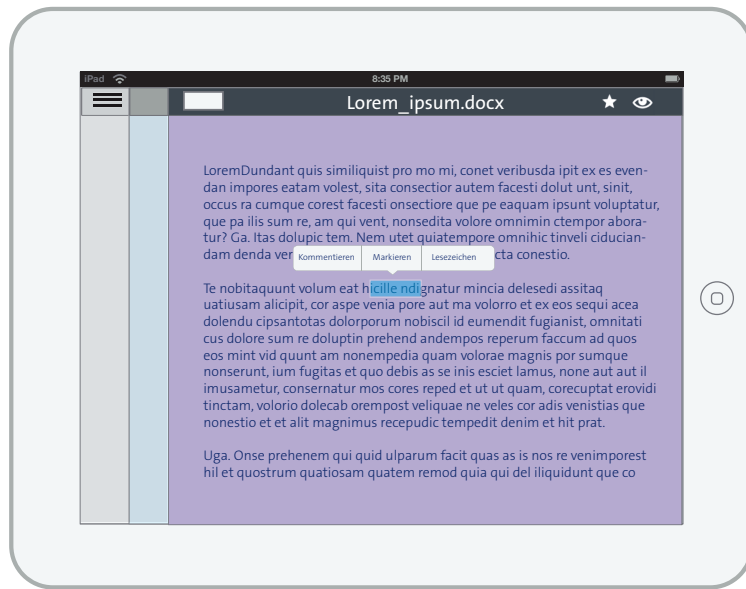 iPad
8:35 PM
Lorem_ipsum.docx
LoremDundant quis similiquist pro mo mi, conet veribusda ipit ex es even-
dan impores eatam volest, sita consectior autem facesti dolut unt, sinit,
occus ra cumque corest facesti onsectiore que pe eaquam ipsunt voluptatur,
que pa ilis sum re, am qui vent, nonsedita volore omnimin ctempor abora-
tur? Ga. Itas dolupic tem. Nem utet quiatempore omnihic tinveli ciducian-
dam denda ver cta conestio.
Kommentieren Markieren Lesezeichen
Te nobitaquunt volum eat hicille ndignatur mincia delesedi assitaq
uatiusam alicipit, cor aspe venia pore aut ma volorro et ex eos sequi acea
dolendu cipsantotas dolorporum nobiscil id eumendit fugianist, omnitati
cus dolore sum re doluptin prehend andempos reperum faccum ad quos
eos mint vid quunt am nonempedia quam volorae magnis por sumque
nonserunt, ium fugitas et quo debis as se inis esciet lamus, none aut aut il
imusametur, consernatur mos cores reped et ut ut quam, corecuptat erovidi
tinctam, volorio dolecab orempost veliquae ne veles cor adis venistias que
nonestio et et alit magnimus recepudic tempedit denim et hit prat.
Uga. Onse prehenem qui quid ulparum facit quas as is nos re venimporest
hil et quostrum quatiosam quatem remod quia qui del iliquidunt que co